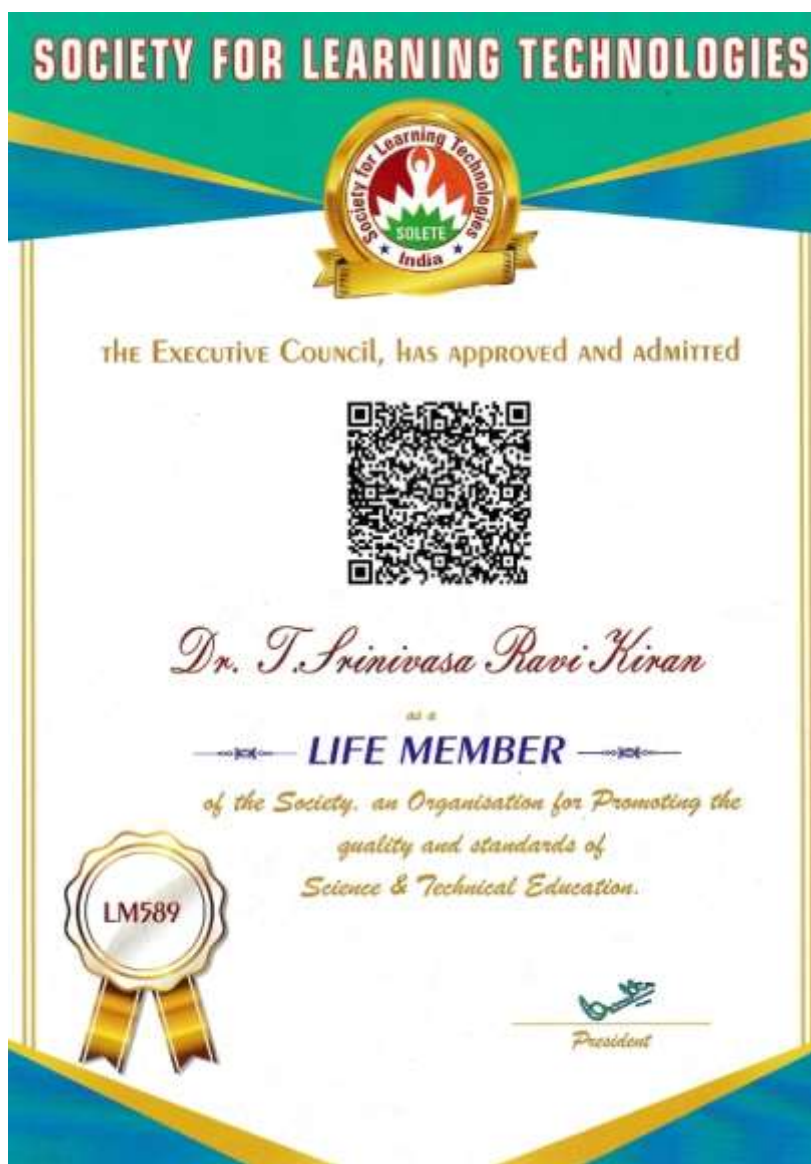 SOCIETY FOR LEARNING TECHNOLOGIES
Society for Learning Technologies
SOLETE
India
THE EXECUTIVE COUNCIL, HAS APPROVED AND ADMITTED
Dr. T.Srinivasa Ravi Kiran
as a
LIFE MEMBER
of the Society, an Organisation for Promoting the
quality and standards of
Science & Technical Education.
LM589
President